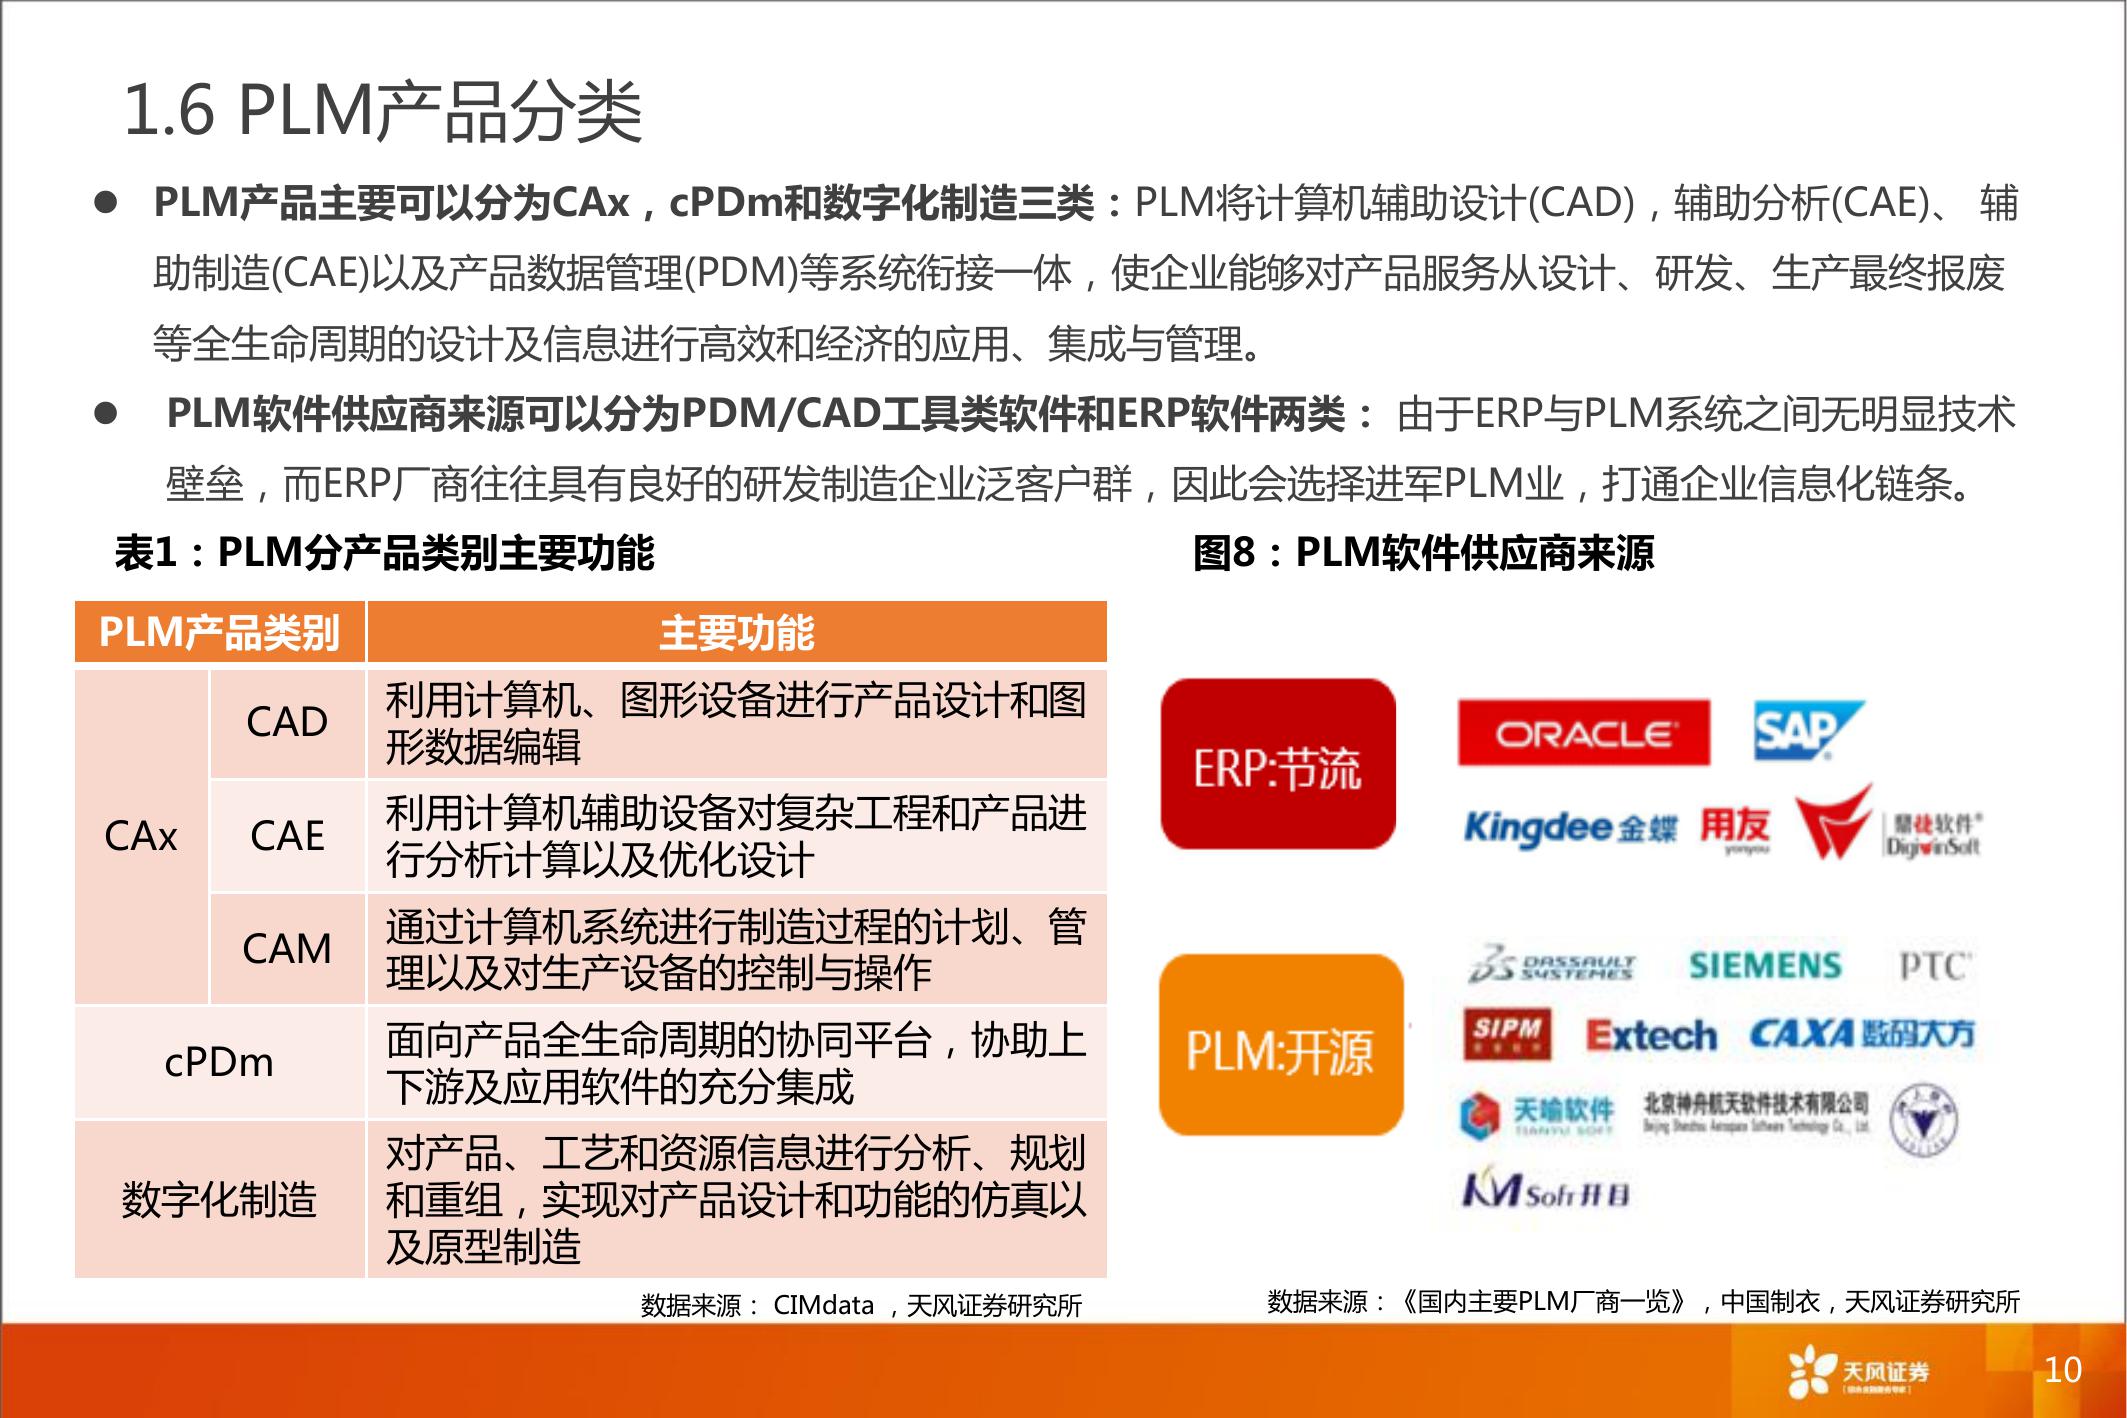 1.6 PLM产品分类
● PLM产品主要可以分为CAx，cPDm和数字化制造三类：PLM将计算机辅助设计(CAD)，辅助分析(CAE)、 辅
助制造(CAE)以及产品数据管理(PDM)等系统衔接一体，使企业能够对产品服务从设计、研发、生产最终报废
等全生命周期的设计及信息进行高效和经济的应用、集成与管理。
● PLM软件供应商来源可以分为PDM/CAD工具类软件和ERP软件两类： 由于ERP与PLM系统之间无明显技术
壁垒，而ERP厂商往往具有良好的研发制造企业泛客户群，因此会选择进军PLM业，打通企业信息化链条。
表1：PLM分产品类别主要功能
PLM产品类别 主要功能
CAx
CAD
利用计算机、图形设备进行产品设计和图
形数据编辑
CAE
利用计算机辅助设备对复杂工程和产品进
行分析计算以及优化设计
CAM
通过计算机系统进行制造过程的计划、管
理以及对生产设备的控制与操作
cPDm
面向产品全生命周期的协同平台，协助上
下游及应用软件的充分集成
数字化制造
对产品、工艺和资源信息进行分析、规划
和重组，实现对产品设计和功能的仿真以
及原型制造
数据来源： CIMdata ，天风证券研究所
图8：PLM软件供应商来源
ERP:节流
ORACLE SAP
Kingdee金蝶 用友 yonyou 鼎捷软件
DigiwinSoft
PLM:开源
DASSAULT SYSTEMES SIEMENS PTC
SIPM Extech CAXA数码大方
天喻软件 北京神舟航天软件技术有限公司
TIANYU SOFT Beijing Shenzhou Aerospace Software Technology Co., Ltd.
KMSoft开目
数据来源：《国内主要PLM厂商一览》，中国制衣，天风证券研究所
天风证券
10